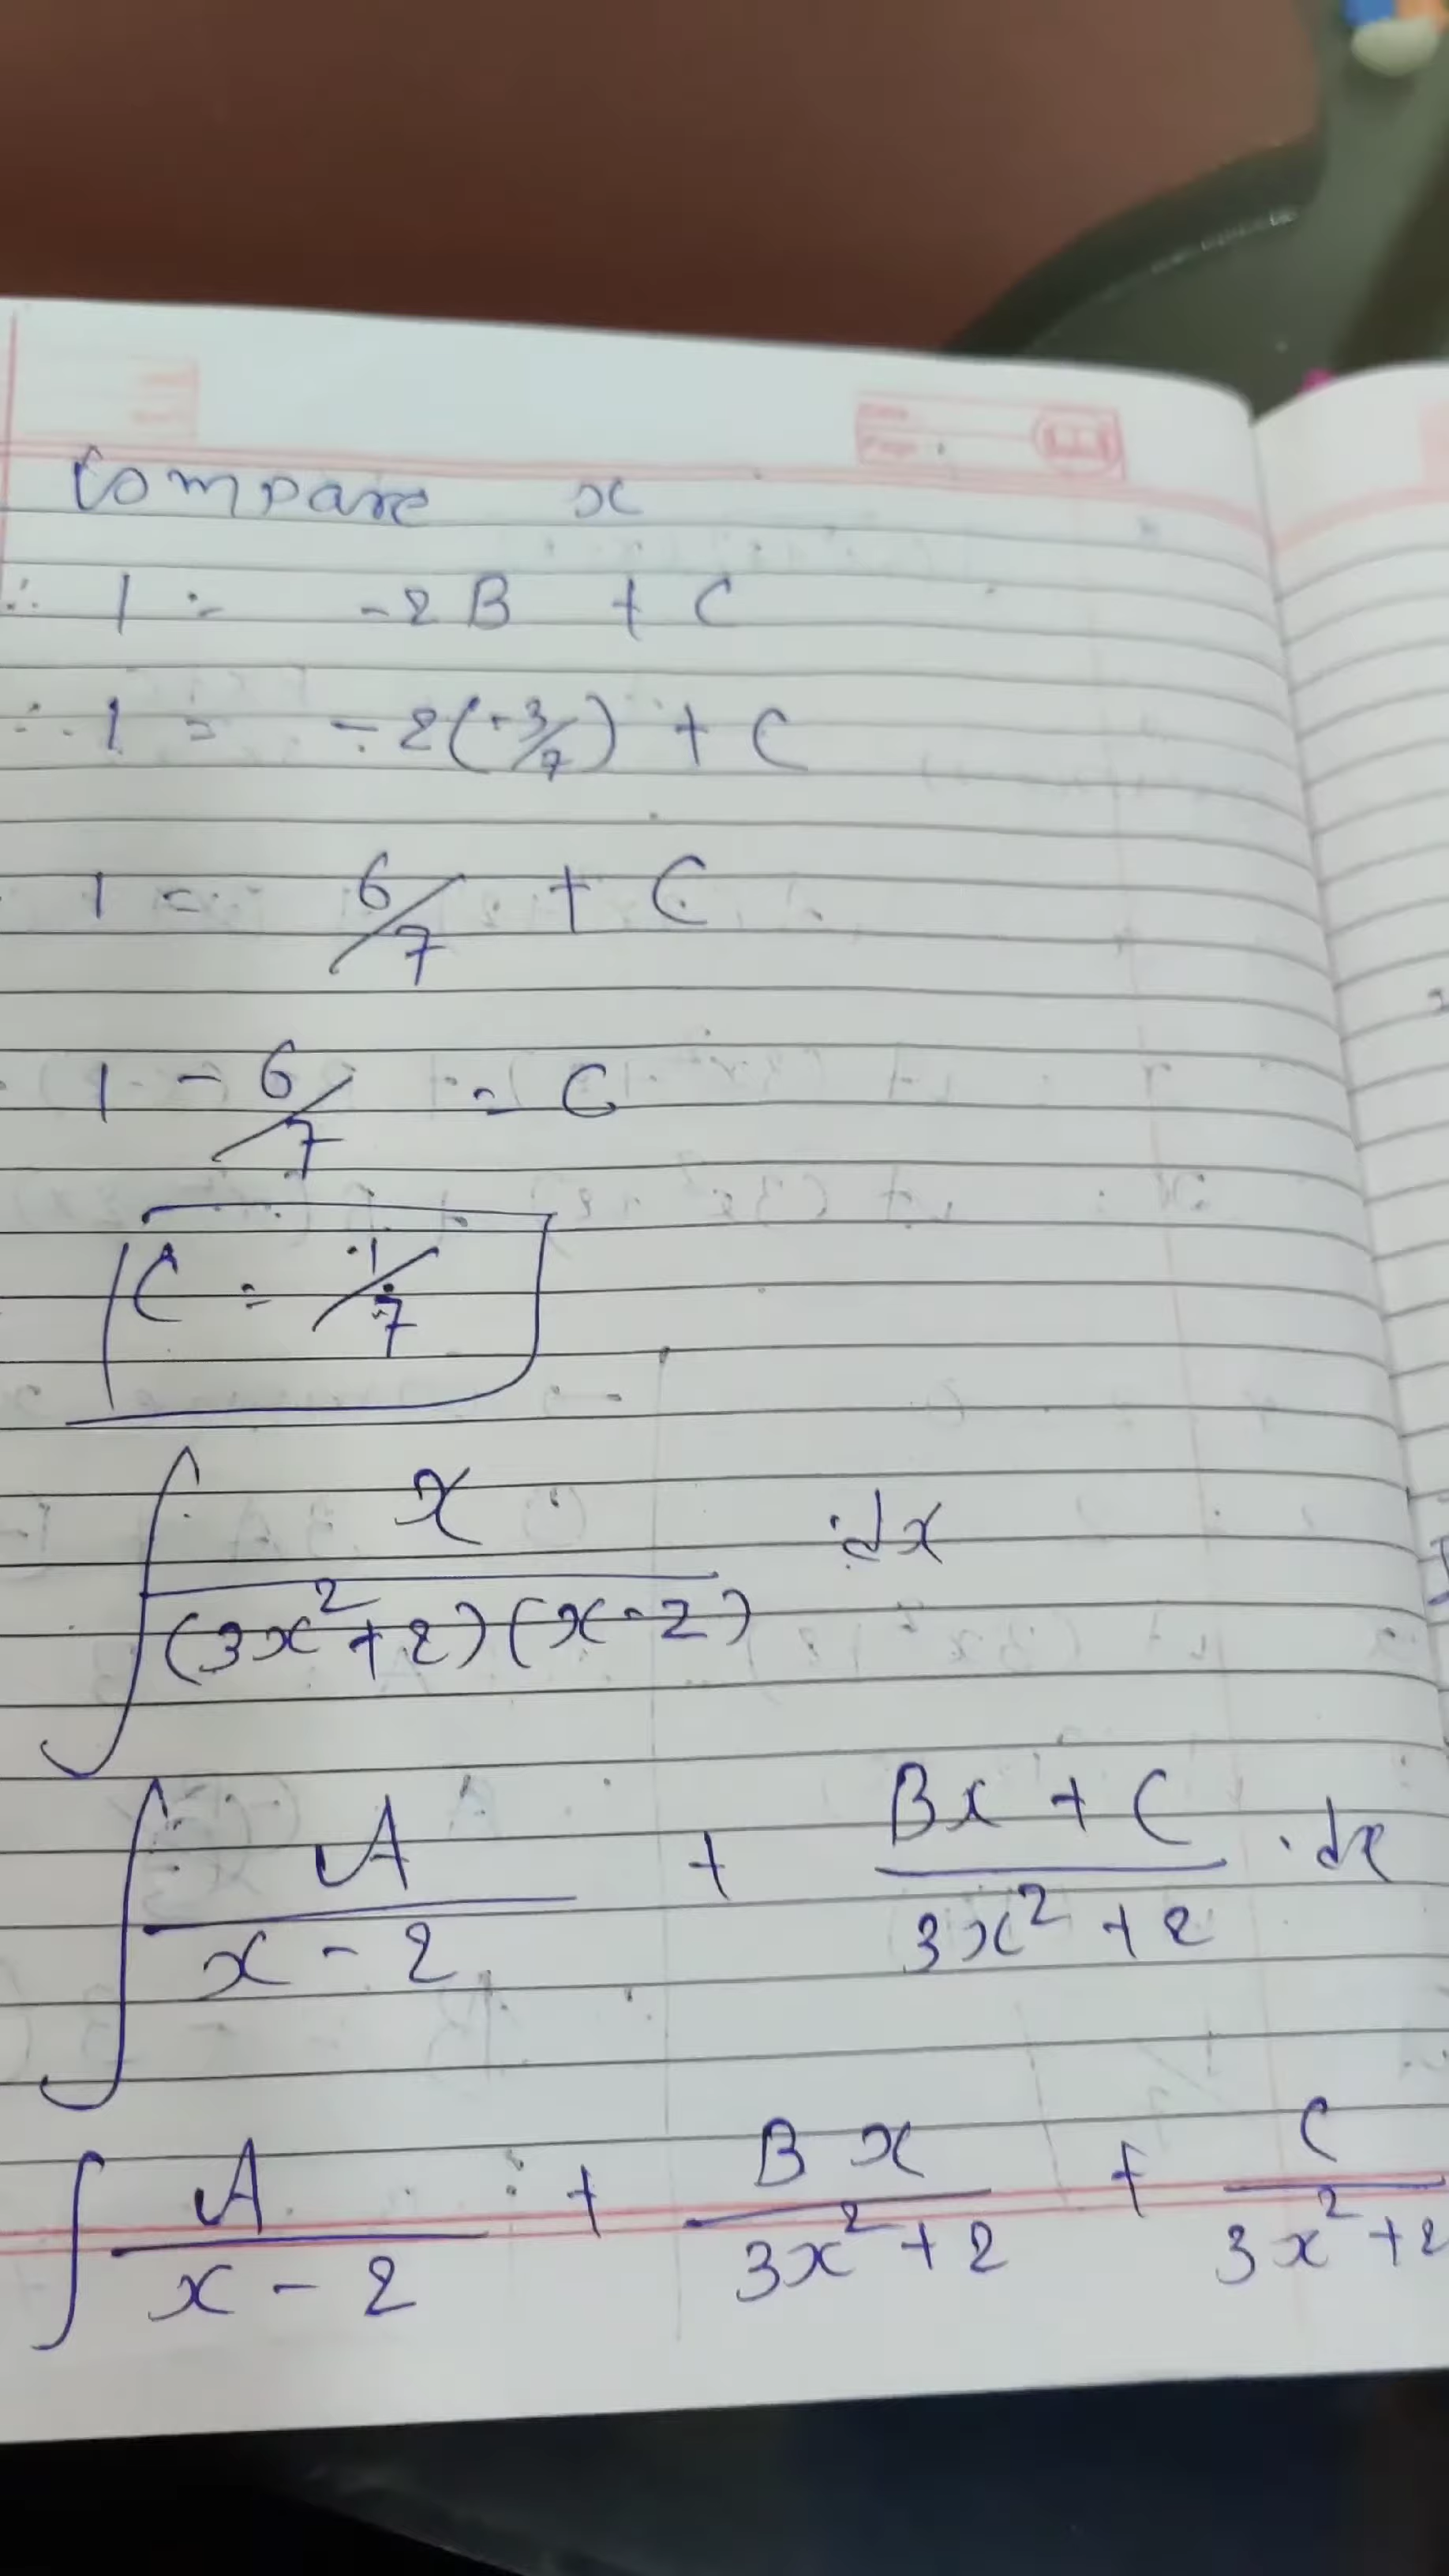 Compare x
∴ 1 = -2B + C
∴ 1 = -2(-3/7) + C
1 = 6/7 + C
1 - 6/7 = C
C = 1/7
∫ x / (3x² + 2)(x - 2) dx
∫ A / x - 2 + Bx + C / 3x² + 2 · dx
∫ A / x - 2 + B x / 3x² + 2 + C / 3x² + 2